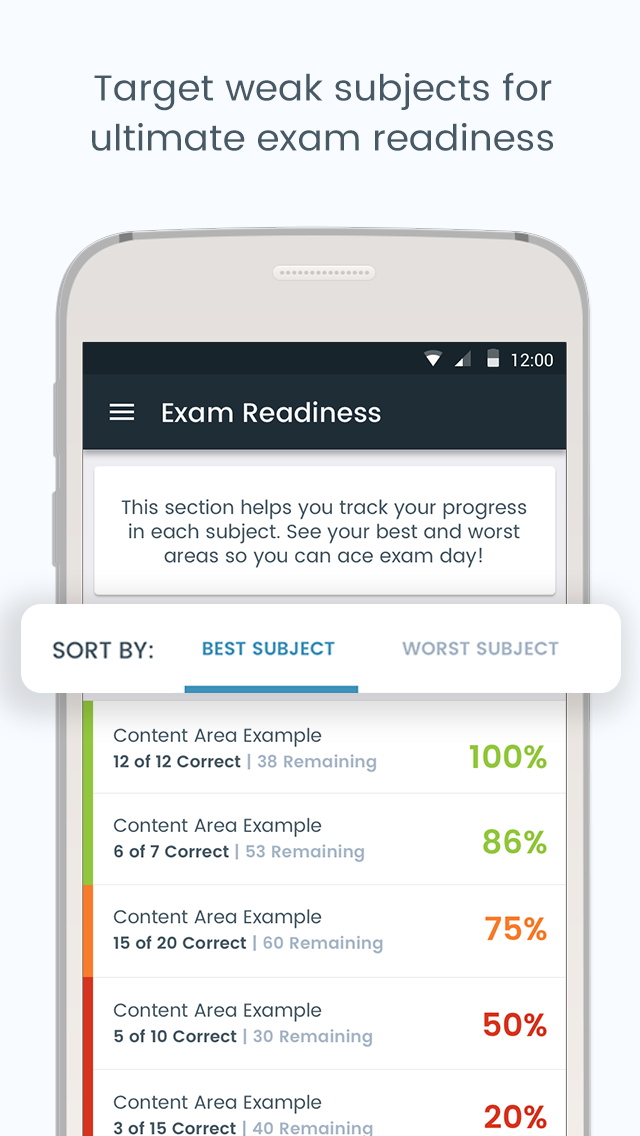 Target weak subjects for
ultimate exam readiness
12:00
Exam Readiness
This section helps you track your progress
in each subject. See your best and worst
areas so you can ace exam day!
SORT BY: BEST SUBJECT WORST SUBJECT
Content Area Example
12 of 12 Correct | 38 Remaining
100%
Content Area Example
6 of 7 Correct | 53 Remaining
86%
Content Area Example
15 of 20 Correct | 60 Remaining
75%
Content Area Example
5 of 10 Correct | 30 Remaining
50%
Content Area Example
3 of 15 Correct | 40 Remaining
20%